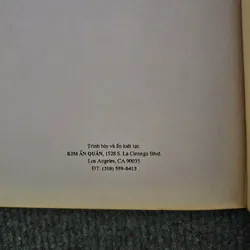 Trình bày và ấn loát tại:
KIM ẤN QUÁN, 1528 S. La Cienega Blvd.
Los Angeles, CA 90035
ĐT: (310) 559-0413